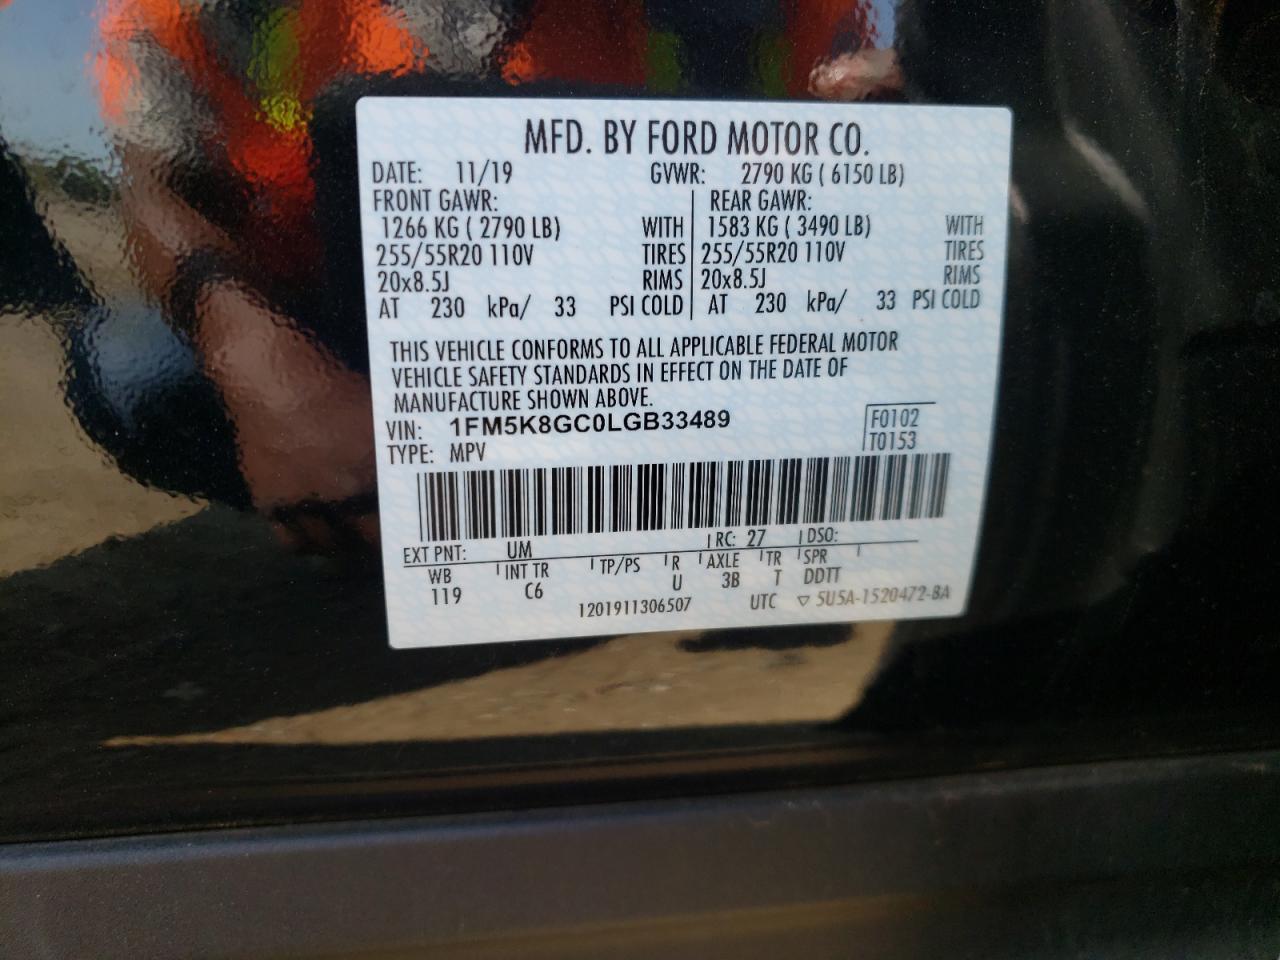 MFD. BY FORD MOTOR CO.
DATE: 11/19 GVWR: 2790 KG ( 6150 LB)
FRONT GAWR: REAR GAWR:
1266 KG ( 2790 LB) WITH 1583 KG ( 3490 LB) WITH
255/55R20 110V TIRES 255/55R20 110V TIRES
20x8.5J RIMS 20x8.5J RIMS
AT 230 kPa/ 33 PSI COLD AT 230 kPa/ 33 PSI COLD
THIS VEHICLE CONFORMS TO ALL APPLICABLE FEDERAL MOTOR
VEHICLE SAFETY STANDARDS IN EFFECT ON THE DATE OF
MANUFACTURE SHOWN ABOVE.
VIN: 1FM5K8GC0LGB33489 F0102
TYPE: MPV T0153
EXT PNT: UM RC: 27 DSO:
WB INT TR TP/PS R AXLE TR SPR
119 C6 U 3B T DDTT
1201911306507 UTC ▽ 5U5A-1520472-BA